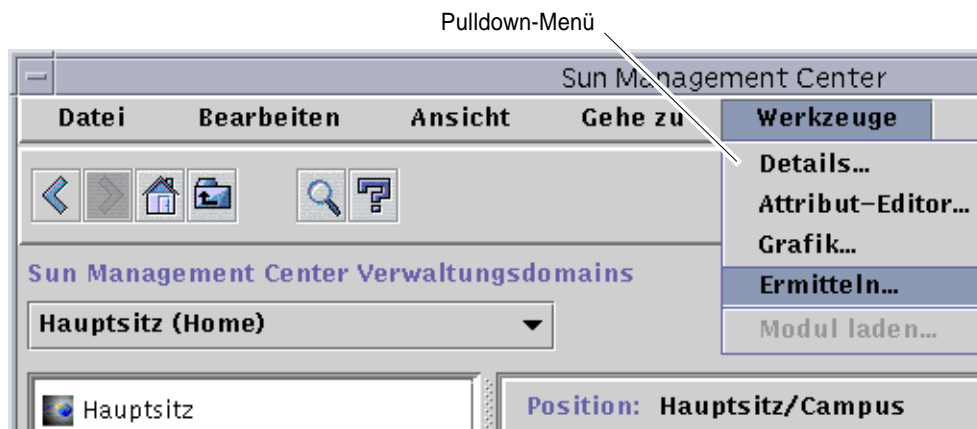 Pulldown-Menü
Sun Management Center
Datei Bearbeiten Ansicht Gehe zu Werkzeuge
Details...
Attribut-Editor...
Grafik...
Sun Management Center Verwaltungsdomains
Ermitteln...
Hauptsitz (Home)
Modul laden...
Hauptsitz
Position: Hauptsitz/Campus